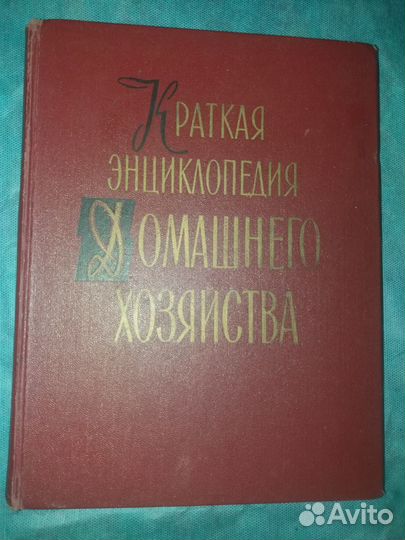 Краткая
энциклопедия
Домашнего
хозяйства
Avito